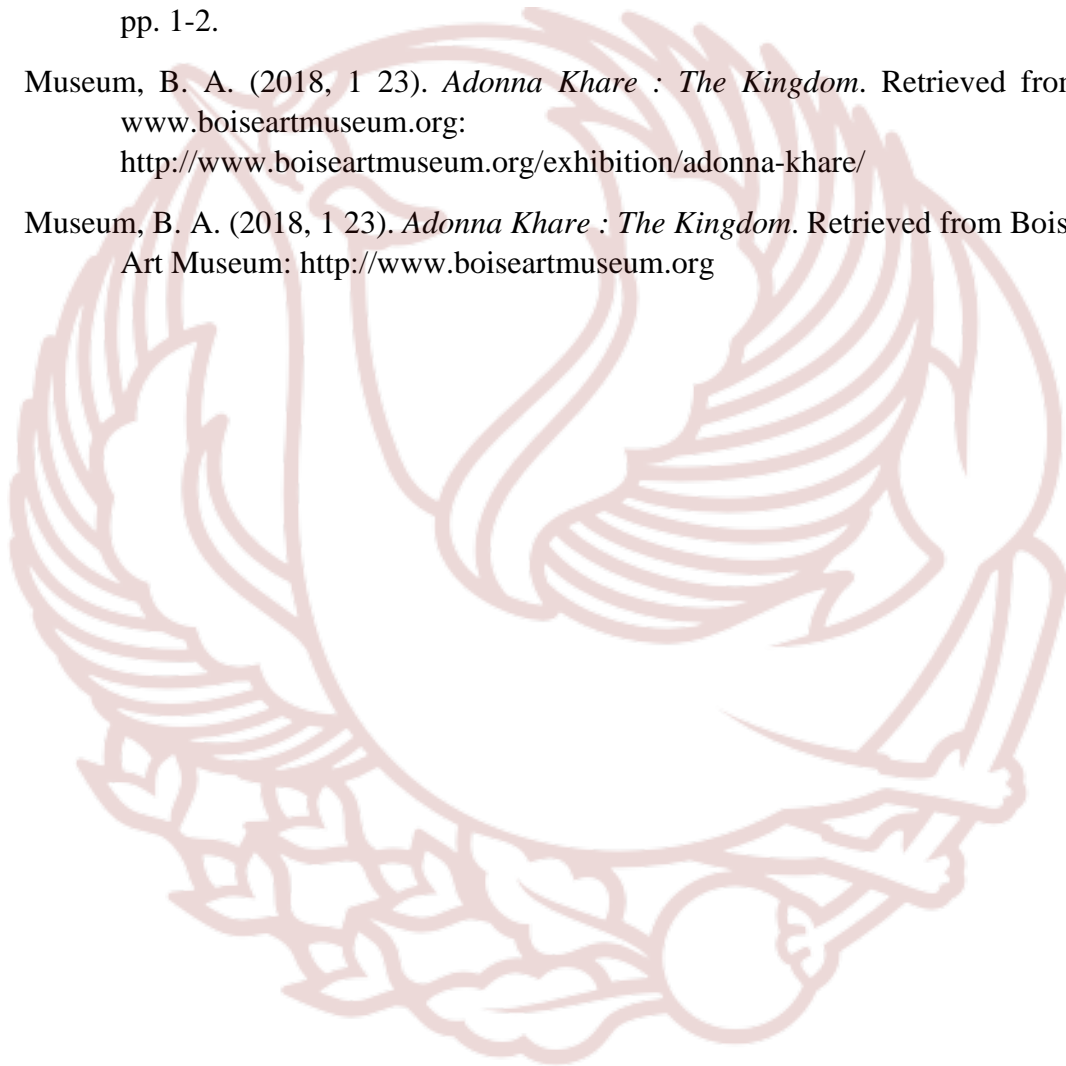 pp. 1-2.
Museum, B. A. (2018, 1 23). Adonna Khare : The Kingdom. Retrieved from
www.boiseartmuseum.org:
http://www.boiseartmuseum.org/exhibition/adonna-khare/
Museum, B. A. (2018, 1 23). Adonna Khare : The Kingdom. Retrieved from Bois
Art Museum: http://www.boiseartmuseum.org